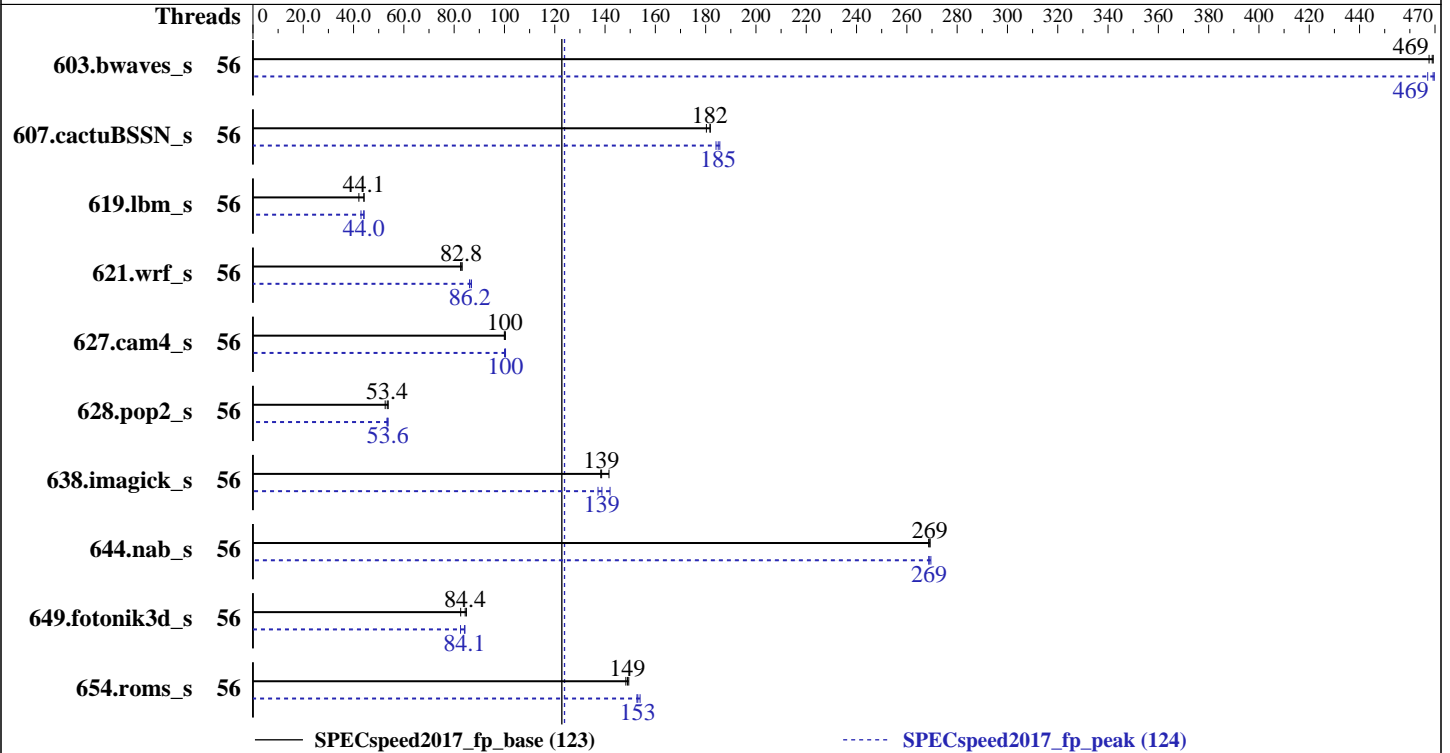 Threads 0 20.0 40.0 60.0 80.0 100 120 140 160 180 200 220 240 260 280 300 320 340 360 380 400 420 440 470
469
603.bwaves_s 56
469
182
607.cactuBSSN_s 56
185
44.1
619.lbm_s 56
44.0
82.8
621.wrf_s 56
86.2
100
627.cam4_s 56
100
53.4
628.pop2_s 56
53.6
139
638.imagick_s 56
139
269
644.nab_s 56
269
84.4
649.fotonik3d_s 56
84.1
149
654.roms_s 56
153
SPECspeed2017_fp_base (123) SPECspeed2017_fp_peak (124)